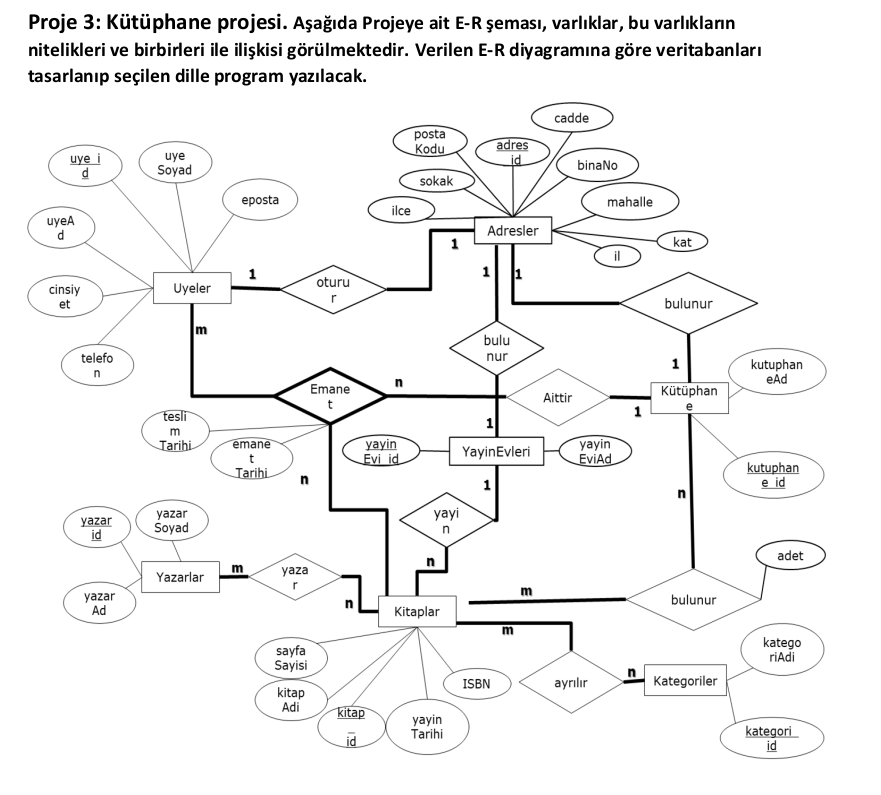 Proje 3: Kütüphane projesi. Aşağıda Projeye ait E-R şeması, varlıklar, bu varlıkların
nitelikleri ve birbirleri ile ilişkisi görülmektedir. Verilen E-R diyagramına göre veritabanları
tasarlanıp seçilen dille program yazılacak.
cadde
posta
Kodu
adres
id
uye_i
d
uye
Soyad
binaNo
sokak
eposta
mahalle
ilce
uyeA
d
Adresler
kat
1
il
1
1
1
oturu
r
Uyeler
cinsiy
et
bulunur
m
bulu
nur
telefo
n
1
kutuphan
eAd
n
Emane
t
Aittir
Kütüphan
e
1
tesli
m
Tarihi
1
emane
t
Tarihi
yayin
Evi_id
YayinEvleri
yayin
EviAd
kutuphan
e_id
n
1
n
yazar
id
yazar
Soyad
yayi
n
adet
n
Yazarlar
m
yaza
r
m
bulunur
yazar
Ad
n
Kitaplar
m
katego
riAdi
sayfa
Sayisi
n
ISBN
ayrılır
Kategoriler
kitap
Adi
kitap
_
id
yayin
Tarihi
kategori_
id